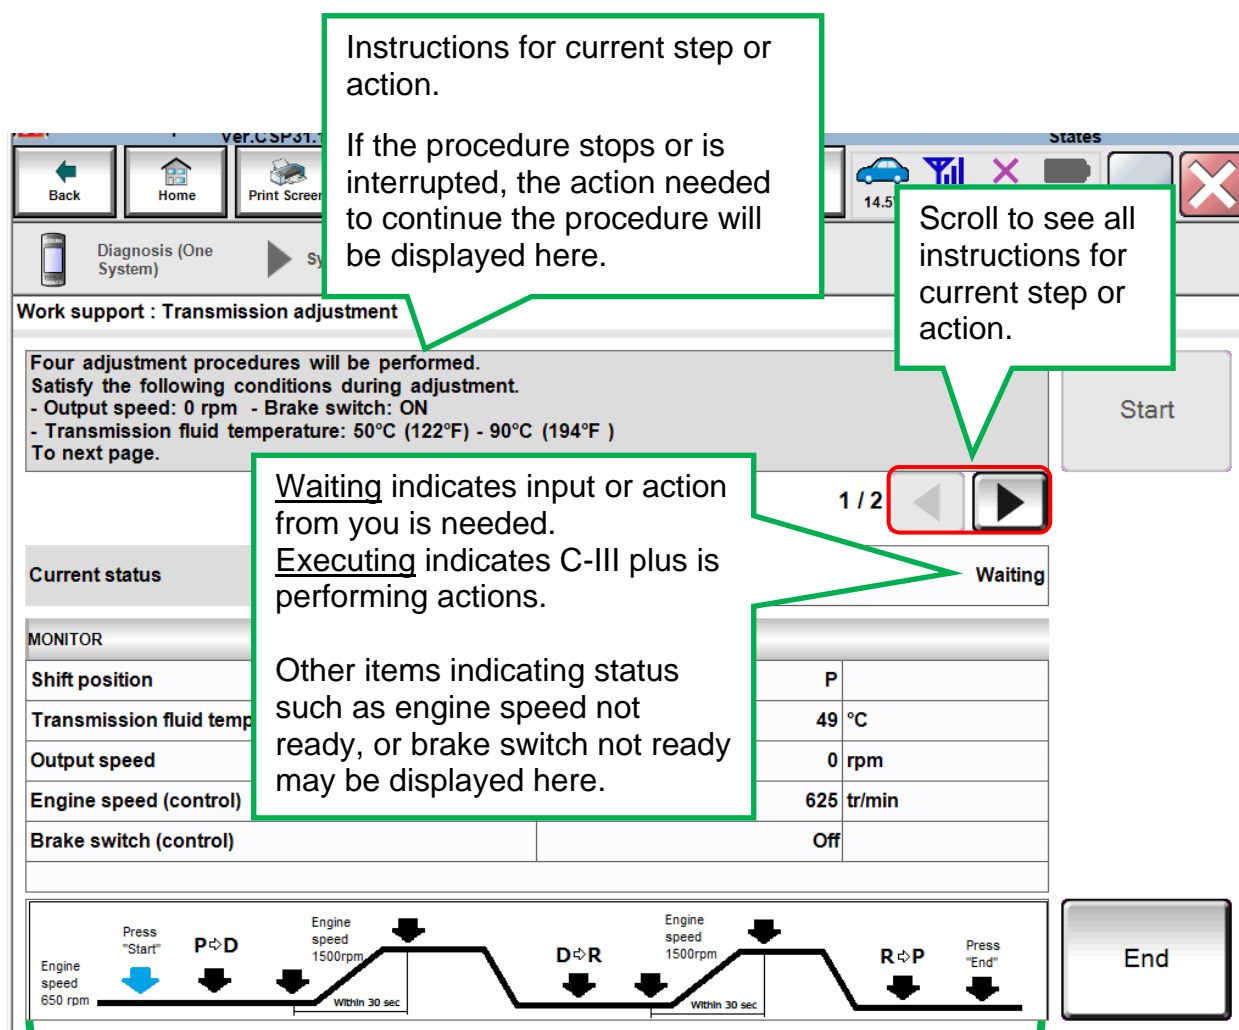 Instructions for current step or
action.
If the procedure stops or is
interrupted, the action needed
to continue the procedure will
be displayed here.
States
Back
Home
Print Screen
Scroll to see all
instructions for
current step or
action.
Diagnosis (One
System)
Work support : Transmission adjustment
Four adjustment procedures will be performed.
Satisfy the following conditions during adjustment.
- Output speed: 0 rpm - Brake switch: ON
- Transmission fluid temperature: 50°C (122°F) - 90°C (194°F )
To next page.
Start
1 / 2
Waiting indicates input or action
from you is needed.
Executing indicates C-III plus is
performing actions.
Other items indicating status
such as engine speed not
ready, or brake switch not ready
may be displayed here.
Current status
Waiting
MONITOR
Shift position P
Transmission fluid temp 49 °C
Output speed 0 rpm
Engine speed (control) 625 tr/min
Brake switch (control) Off
Engine
speed
650 rpm
Press
"Start"
P⇨D
Engine
speed
1500rpm
Within 30 sec
D⇨R
Engine
speed
1500rpm
Within 30 sec
R⇨P
Press
"End"
End